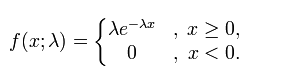 f(x; λ) = { λe^{-λx} , x ≥ 0,
0 , x < 0.